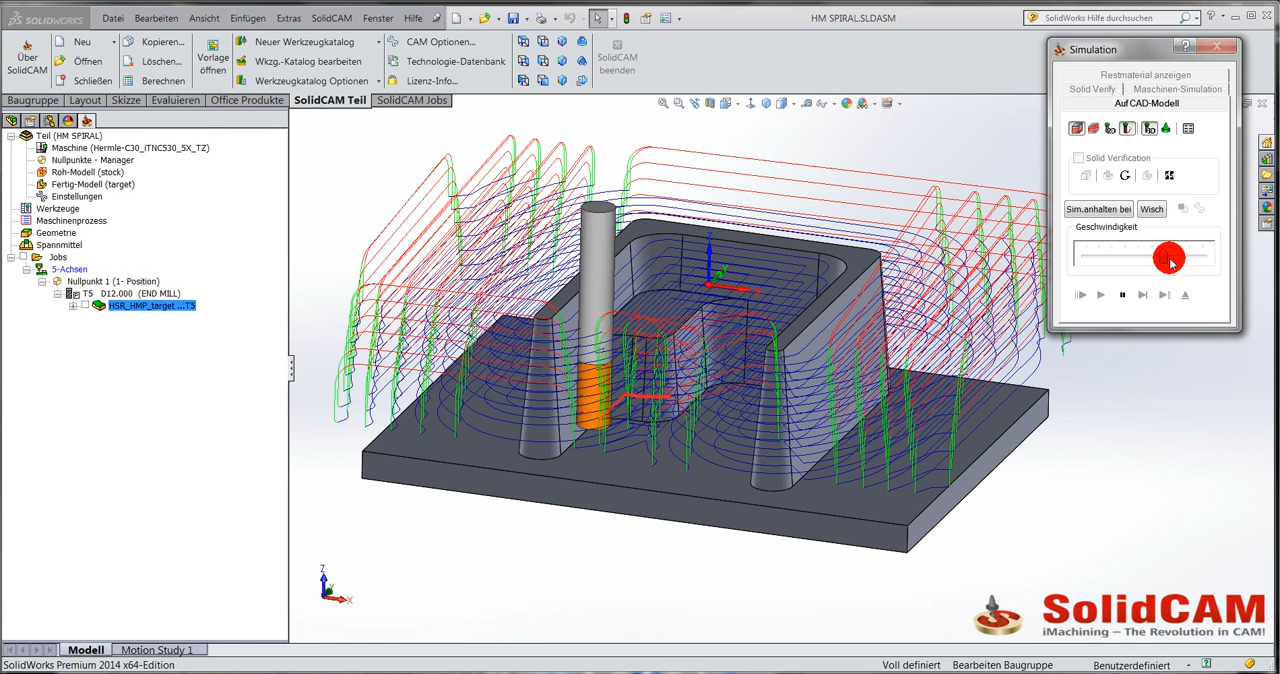 SOLIDWORKS
Datei Bearbeiten Ansicht Einfügen Extras SolidCAM Fenster Hilfe
HM SPIRAL.SLDASM
SolidWorks Hilfe durchsuchen
Über SolidCAM
Neu
Öffnen
Schließen
Kopieren...
Löschen...
Berechnen
Vorlage öffnen
Neuer Werkzeugkatalog
Wkzg.-Katalog bearbeiten
Werkzeugkatalog Optionen
CAM Optionen...
Technologie-Datenbank
Lizenz-Info...
SolidCAM beenden
Baugruppe Layout Skizze Evaluieren Office Produkte SolidCAM Teil SolidCAM Jobs
Teil (HM SPIRAL)
Maschine (Hermle-C30_iTNC530_5X_TZ)
Nullpunkte - Manager
Roh-Modell (stock)
Fertig-Modell (target)
Einstellungen
Werkzeuge
Maschinenprozess
Geometrie
Spannmittel
Jobs
5-Achsen
Nullpunkt 1 (1- Position)
T5 D12.000 (END MILL)
HSR_HMP_target ...T5
Simulation
Restmaterial anzeigen
Solid Verify Maschinen-Simulation
Auf CAD-Modell
3D 3D
Solid Verification
Sim.anhalten bei Wisch
Geschwindigkeit
Z
Y
Z
X
SolidCAM
iMachining – The Revolution in CAM!
Modell Motion Study 1
SolidWorks Premium 2014 x64-Edition
Voll definiert Bearbeiten Baugruppe Benutzerdefiniert